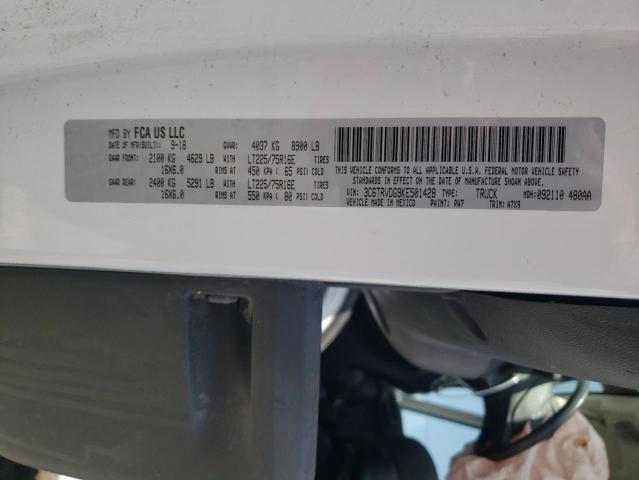 MFD BY FCA US LLC
DATE OF MFR(BUILT): 9-18 GVWR: 4037 KG 8900 LB
GAWR FRONT: 2100 KG 4629 LB WITH LT225/75R16E TIRES
16X6.0 RIMS AT 450 KPA ( 65 PSI) COLD
GAWR REAR: 2400 KG 5291 LB WITH LT225/75R16E TIRES
16X6.0 RIMS AT 550 KPA ( 80 PSI) COLD
THIS VEHICLE CONFORMS TO ALL APPLICABLE U.S. FEDERAL MOTOR VEHICLE SAFETY
STANDARDS IN EFFECT ON THE DATE OF MANUFACTURE SHOWN ABOVE.
VIN: 3C6TRVDG9KE501428 TYPE: TRUCK MDH: 092110 480AA
VEHICLE MADE IN MEXICO PAINT: PW7 TRIM: A7X9